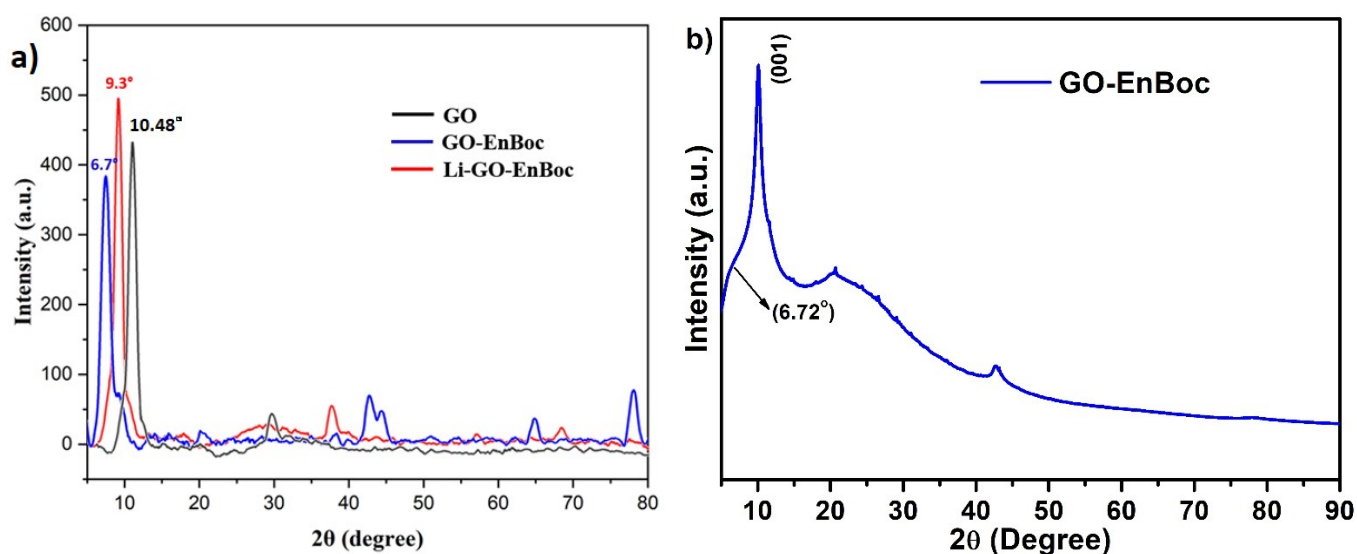 a)
600
500
400
300
200
100
0
Intensity (a.u.)
6.7°
9.3°
10.48°
GO
GO-EnBoc
Li-GO-EnBoc
10 20 30 40 50 60 70 80
2θ (degree)
b)
Intensity (a.u.)
(001)
(6.72°)
GO-EnBoc
10 20 30 40 50 60 70 80 90
2θ (Degree)